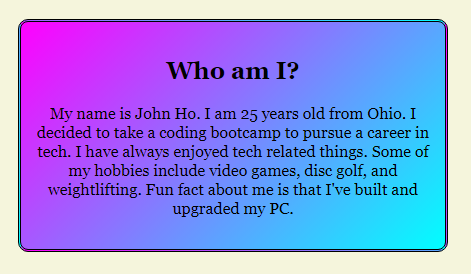 Who am I?
My name is John Ho. I am 25 years old from Ohio. I
decided to take a coding bootcamp to pursue a career in
tech. I have always enjoyed tech related things. Some of
my hobbies include video games, disc golf, and
weightlifting. Fun fact about me is that I've built and
upgraded my PC.